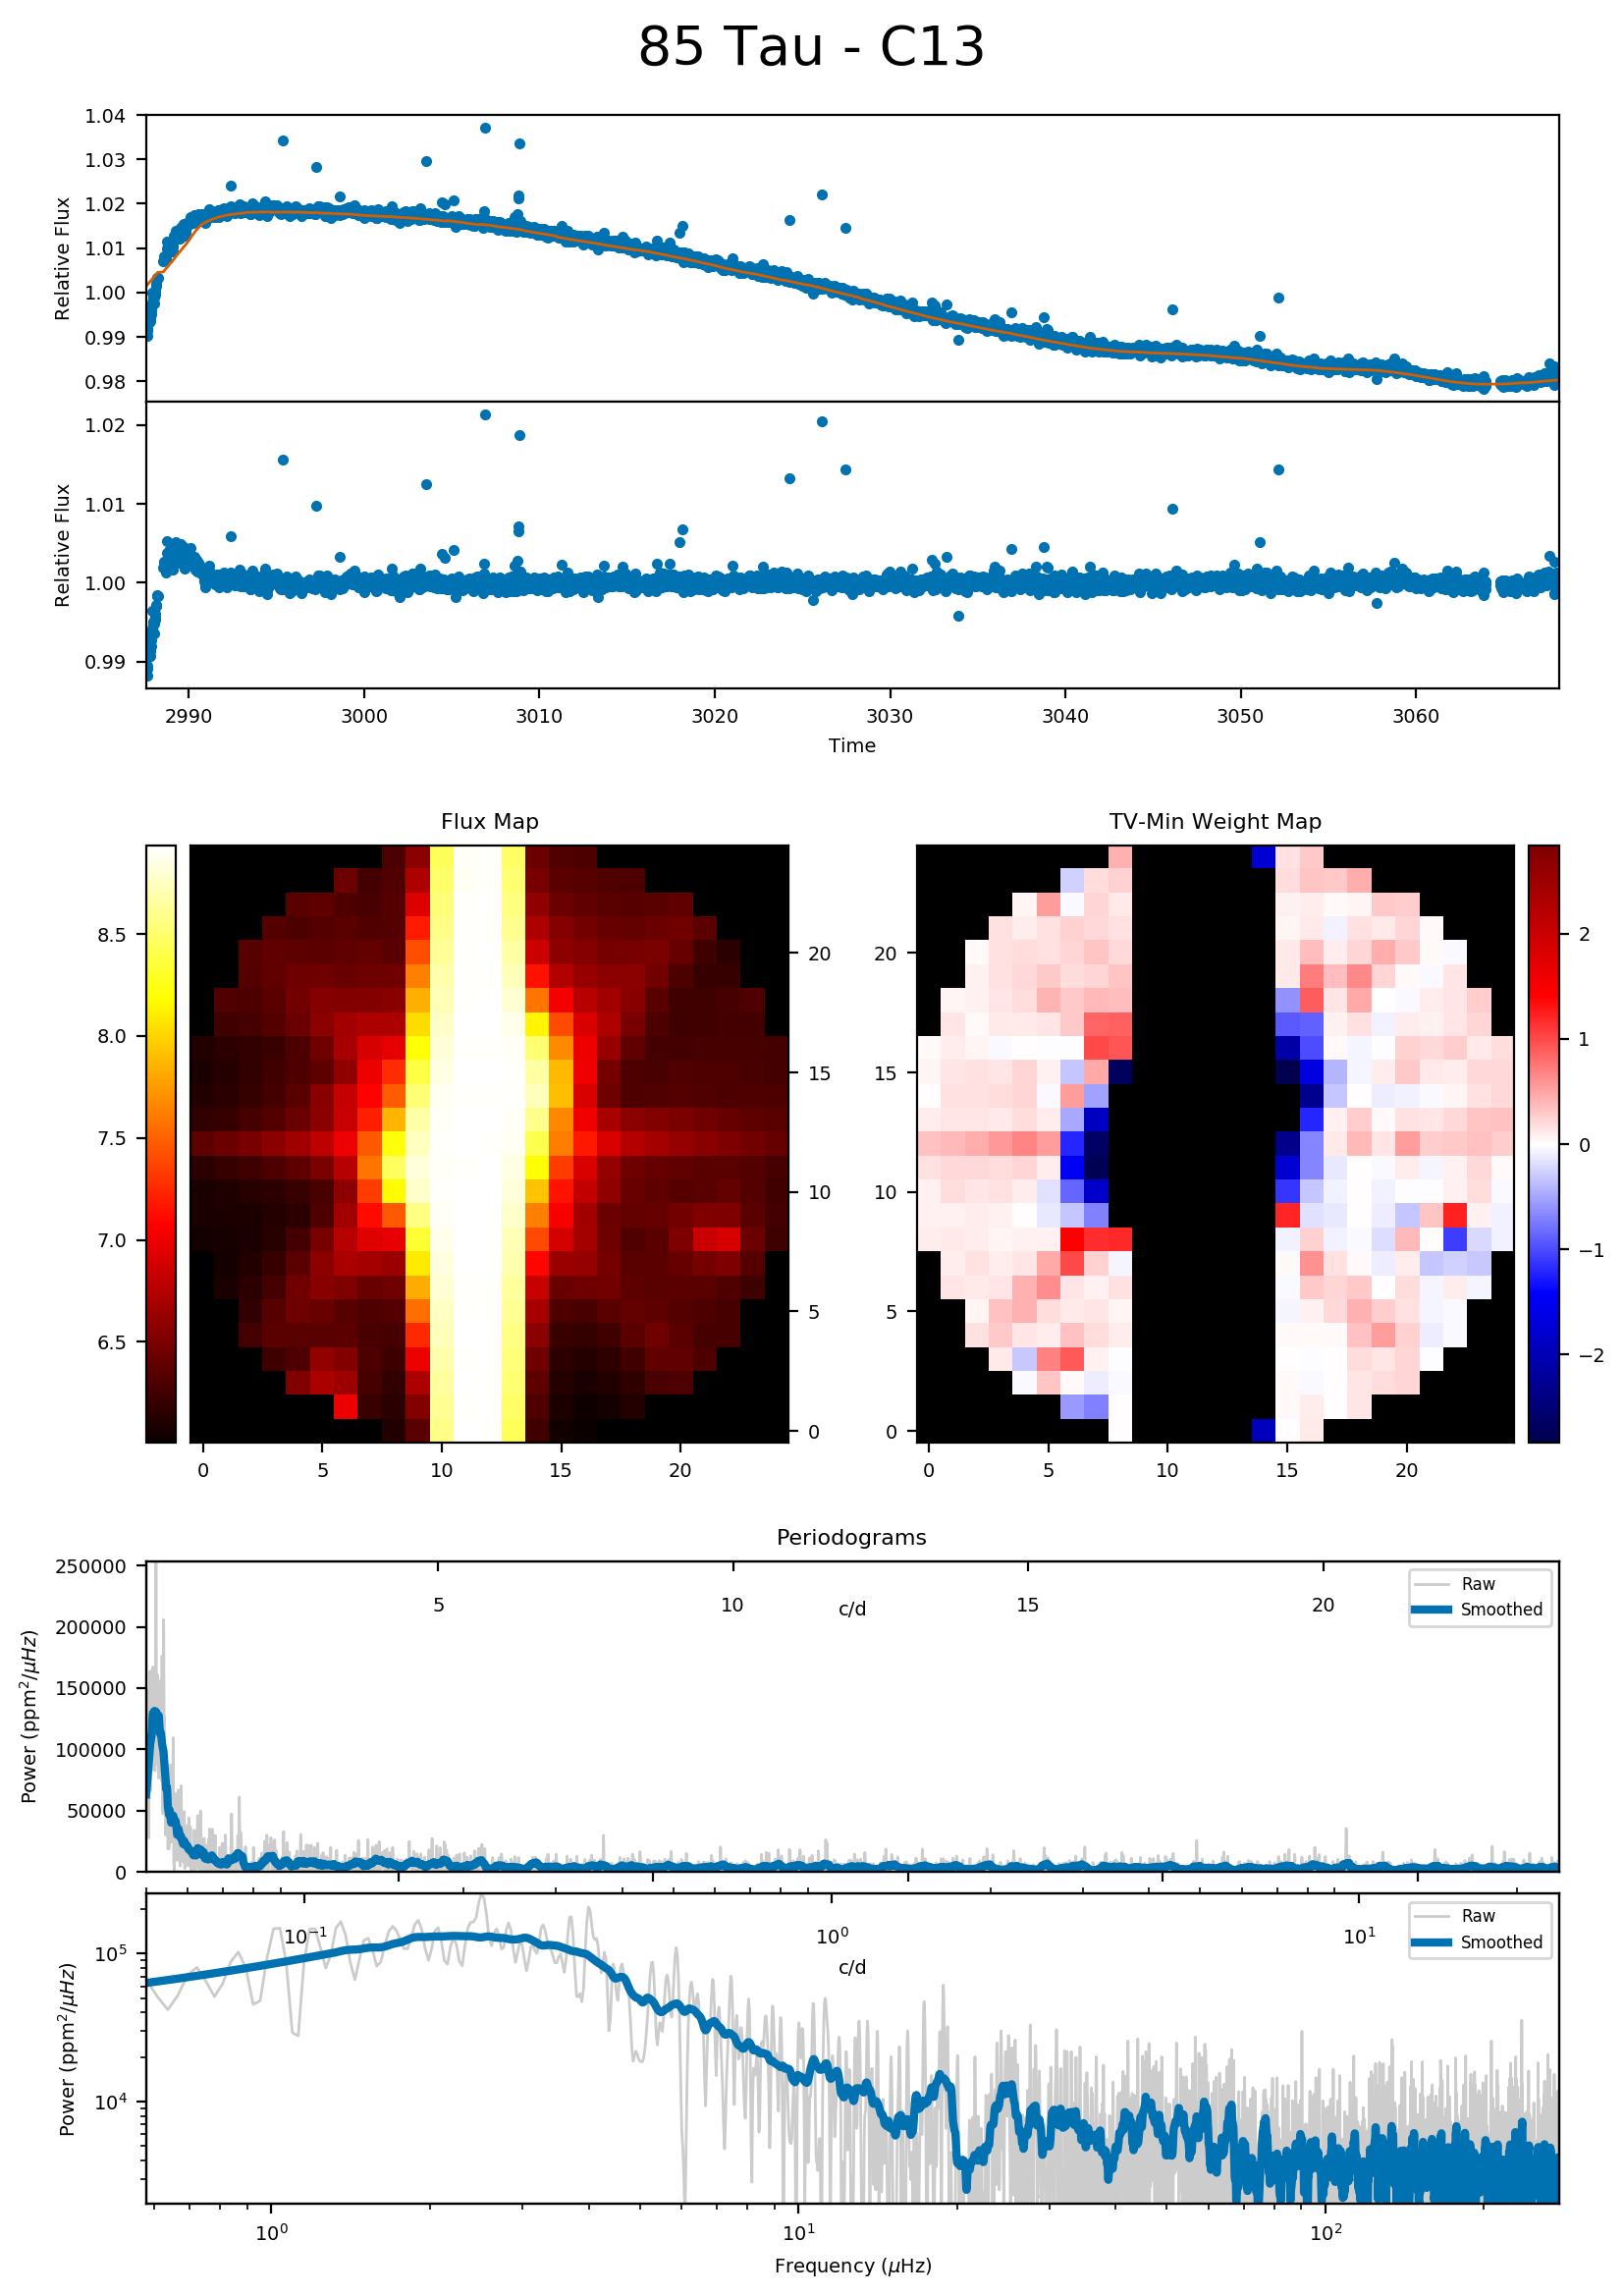 85 Tau - C13
1.04
1.03
1.02
1.01
1.00
0.99
0.98
Relative Flux
1.02
1.01
1.00
0.99
Relative Flux
2990 3000 3010 3020 3030 3040 3050 3060
Time
Flux Map
TV-Min Weight Map
8.5
8.0
7.5
7.0
6.5
20
15
10
5
0
0 5 10 15 20
20
15
10
5
0
0 5 10 15 20
2
1
0
−1
−2
Periodograms
250000
200000
150000
100000
50000
0
Power (ppm²/μHz)
5 10 15 20
c/d
Raw
Smoothed
10⁻¹ 10⁰ 10¹
c/d
Raw
Smoothed
10⁵
10⁴
Power (ppm²/μHz)
10⁰ 10¹ 10²
Frequency (μHz)